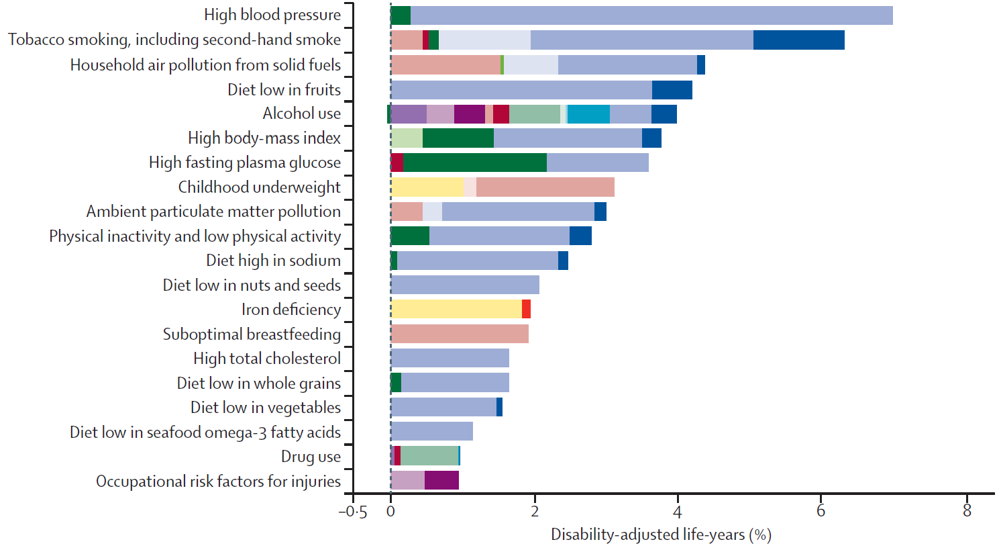 High blood pressure
Tobacco smoking, including second-hand smoke
Household air pollution from solid fuels
Diet low in fruits
Alcohol use
High body-mass index
High fasting plasma glucose
Childhood underweight
Ambient particulate matter pollution
Physical inactivity and low physical activity
Diet high in sodium
Diet low in nuts and seeds
Iron deficiency
Suboptimal breastfeeding
High total cholesterol
Diet low in whole grains
Diet low in vegetables
Diet low in seafood omega-3 fatty acids
Drug use
Occupational risk factors for injuries
–0·5 0 2 4 6 8
Disability-adjusted life-years (%)